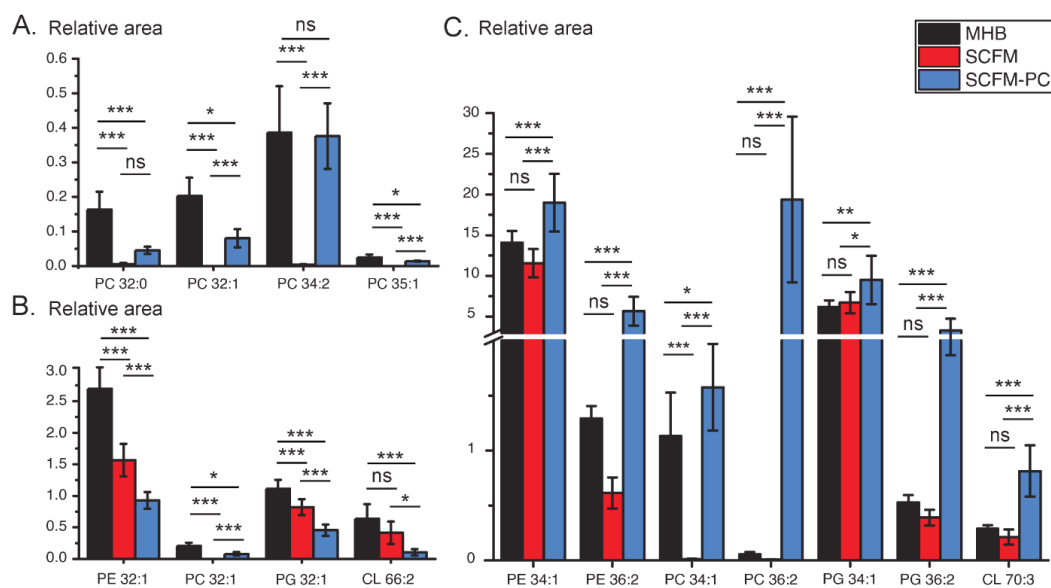 A. Relative area
0.6
0.5
0.4
0.3
0.2
0.1
0.0
*** *** ns
* *** ***
ns *** ***
* *** ***
PC 32:0 PC 32:1 PC 34:2 PC 35:1
B. Relative area
3.0
2.5
2.0
1.5
1.0
0.5
0.0
*** *** ***
* *** ***
*** *** ***
*** ns *
PE 32:1 PC 32:1 PG 32:1 CL 66:2
C. Relative area
MHB
SCFM
SCFM-PC
30
25
20
15
10
5
1
0
*** *** ns
*** *** ns
* *** ***
*** *** ns
** * ns
*** *** ns
*** *** ns
PE 34:1 PE 36:2 PC 34:1 PC 36:2 PG 34:1 PG 36:2 CL 70:3